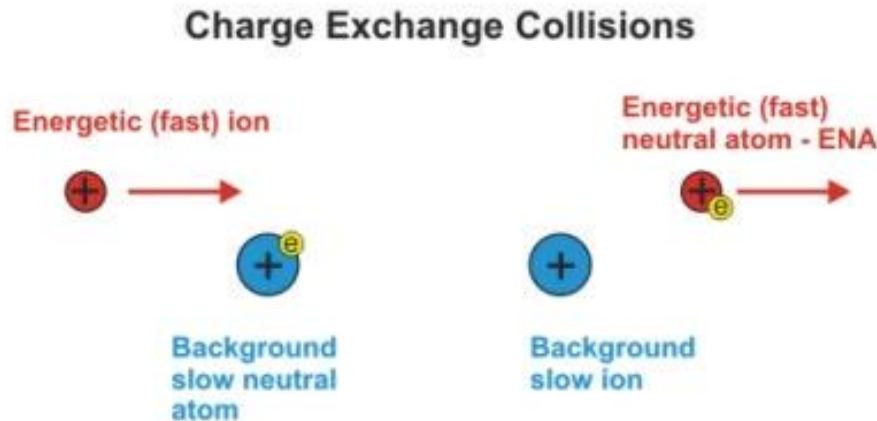 Charge Exchange Collisions
Energetic (fast) ion
+
+
e
Background
slow neutral
atom
Energetic (fast)
neutral atom - ENA
+
e
+
Background
slow ion